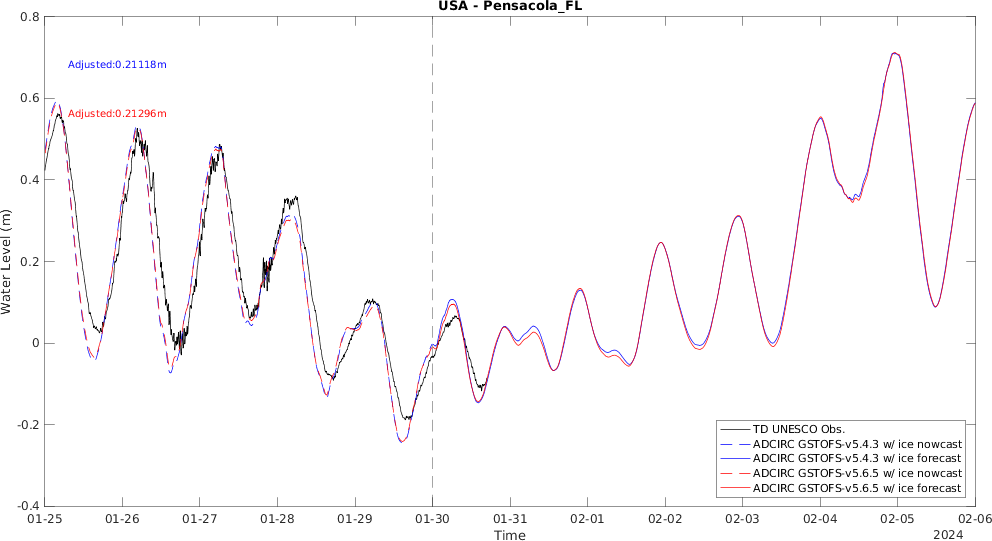 USA - Pensacola_FL
0.8
Adjusted:0.21118m
0.6
Adjusted:0.21296m
0.4
0.2
0
-0.2
-0.4
Water Level (m)
TD UNESCO Obs.
ADCIRC GSTOFS-v5.4.3 w/ ice nowcast
ADCIRC GSTOFS-v5.4.3 w/ ice forecast
ADCIRC GSTOFS-v5.6.5 w/ ice nowcast
ADCIRC GSTOFS-v5.6.5 w/ ice forecast
01-25 01-26 01-27 01-28 01-29 01-30 01-31 02-01 02-02 02-03 02-04 02-05 02-06
Time
2024